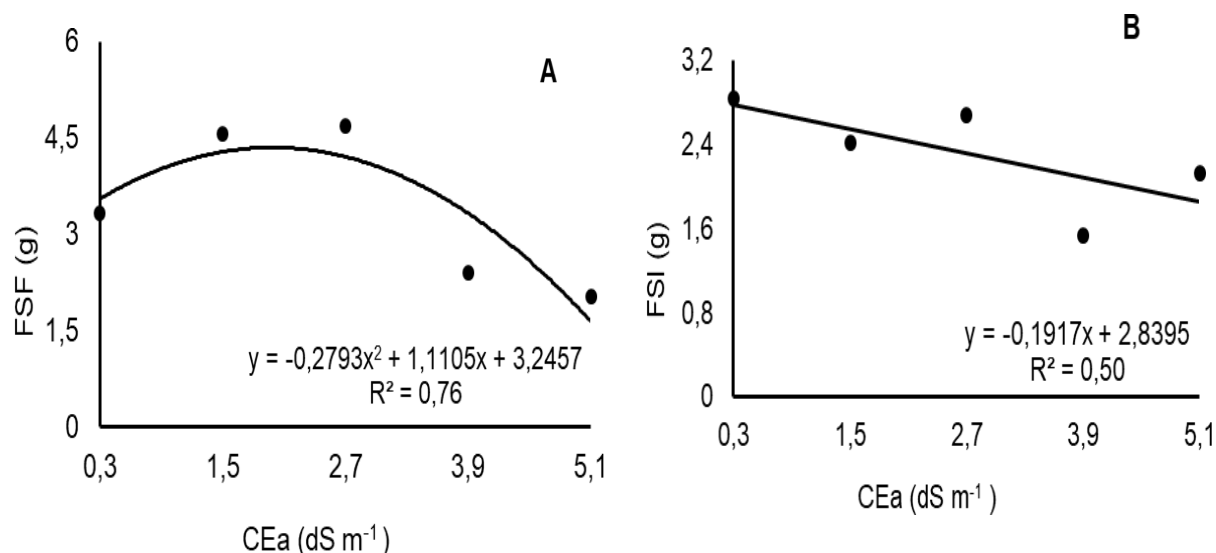 A
FSF (g)
6
4,5
3
1,5
0
y = -0,2793x² + 1,1105x + 3,2457
R² = 0,76
0,3 1,5 2,7 3,9 5,1
CEa (dS m⁻¹)
B
FSI (g)
3,2
2,4
1,6
0,8
0
y = -0,1917x + 2,8395
R² = 0,50
0,3 1,5 2,7 3,9 5,1
CEa (dS m⁻¹)